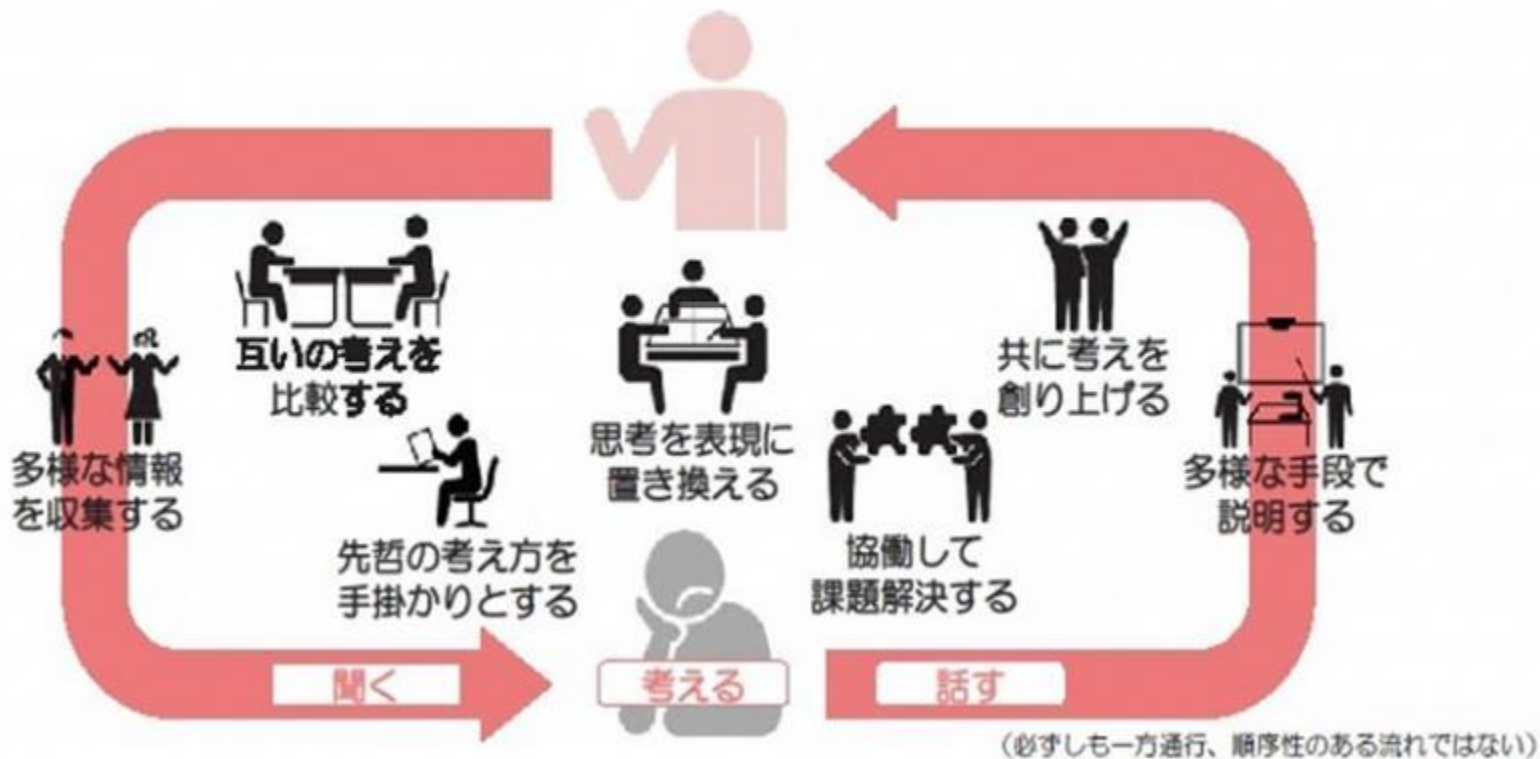 互いの考えを
比較する
多様な情報
を収集する
先哲の考え方を
手掛かりとする
思考を表現に
置き換える
共に考えを
創り上げる
協働して
課題解決する
多様な手段で
説明する
聞く
考える
話す
（必ずしも一方通行、順序性のある流れではない）